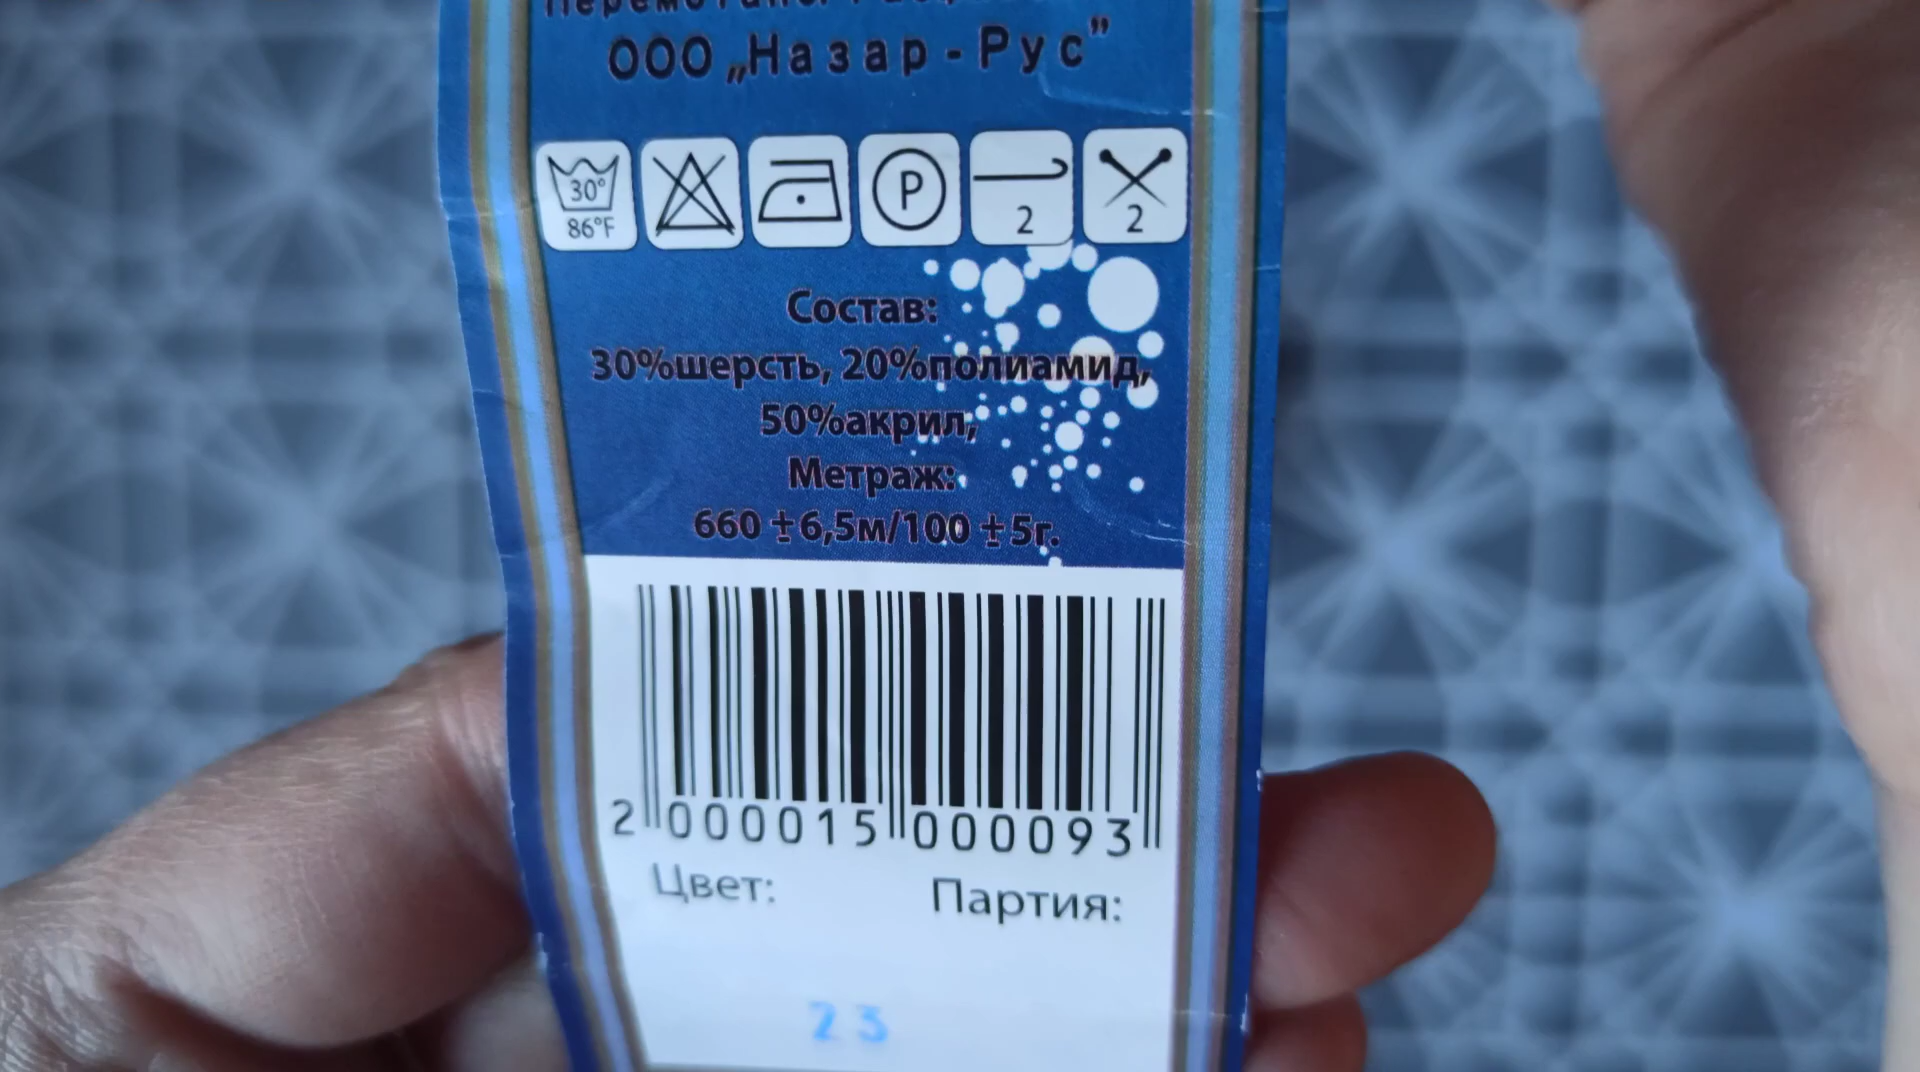 ООО „Назар-Рус”
30°
86°F
P
2
2
Состав:
30%шерсть, 20%полиамид,
50%акрил,
Метраж:
660 ±6,5м/100 ±5г.
2 000015 000093
Цвет: Партия:
23